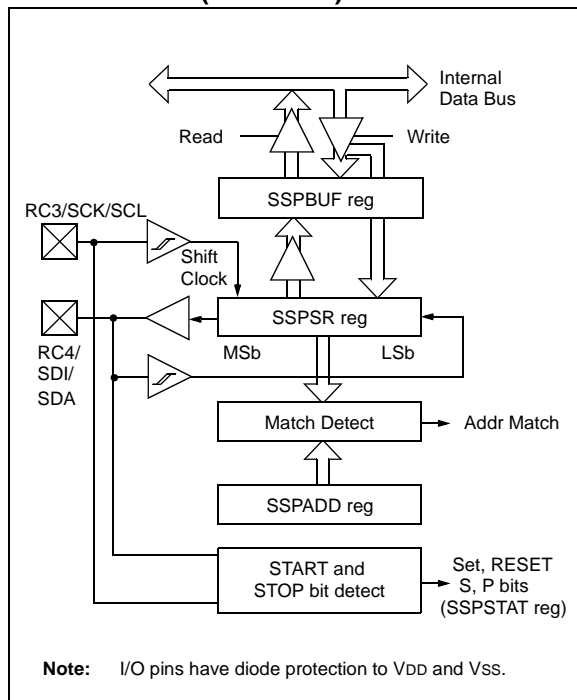 Internal
Data Bus
Read
Write
SSPBUF reg
RC3/SCK/SCL
Shift
Clock
SSPSR reg
MSb
LSb
RC4/
SDI/
SDA
Match Detect
Addr Match
SSPADD reg
START and
STOP bit detect
Set, RESET
S, P bits
(SSPSTAT reg)
Note: I/O pins have diode protection to VDD and VSS.